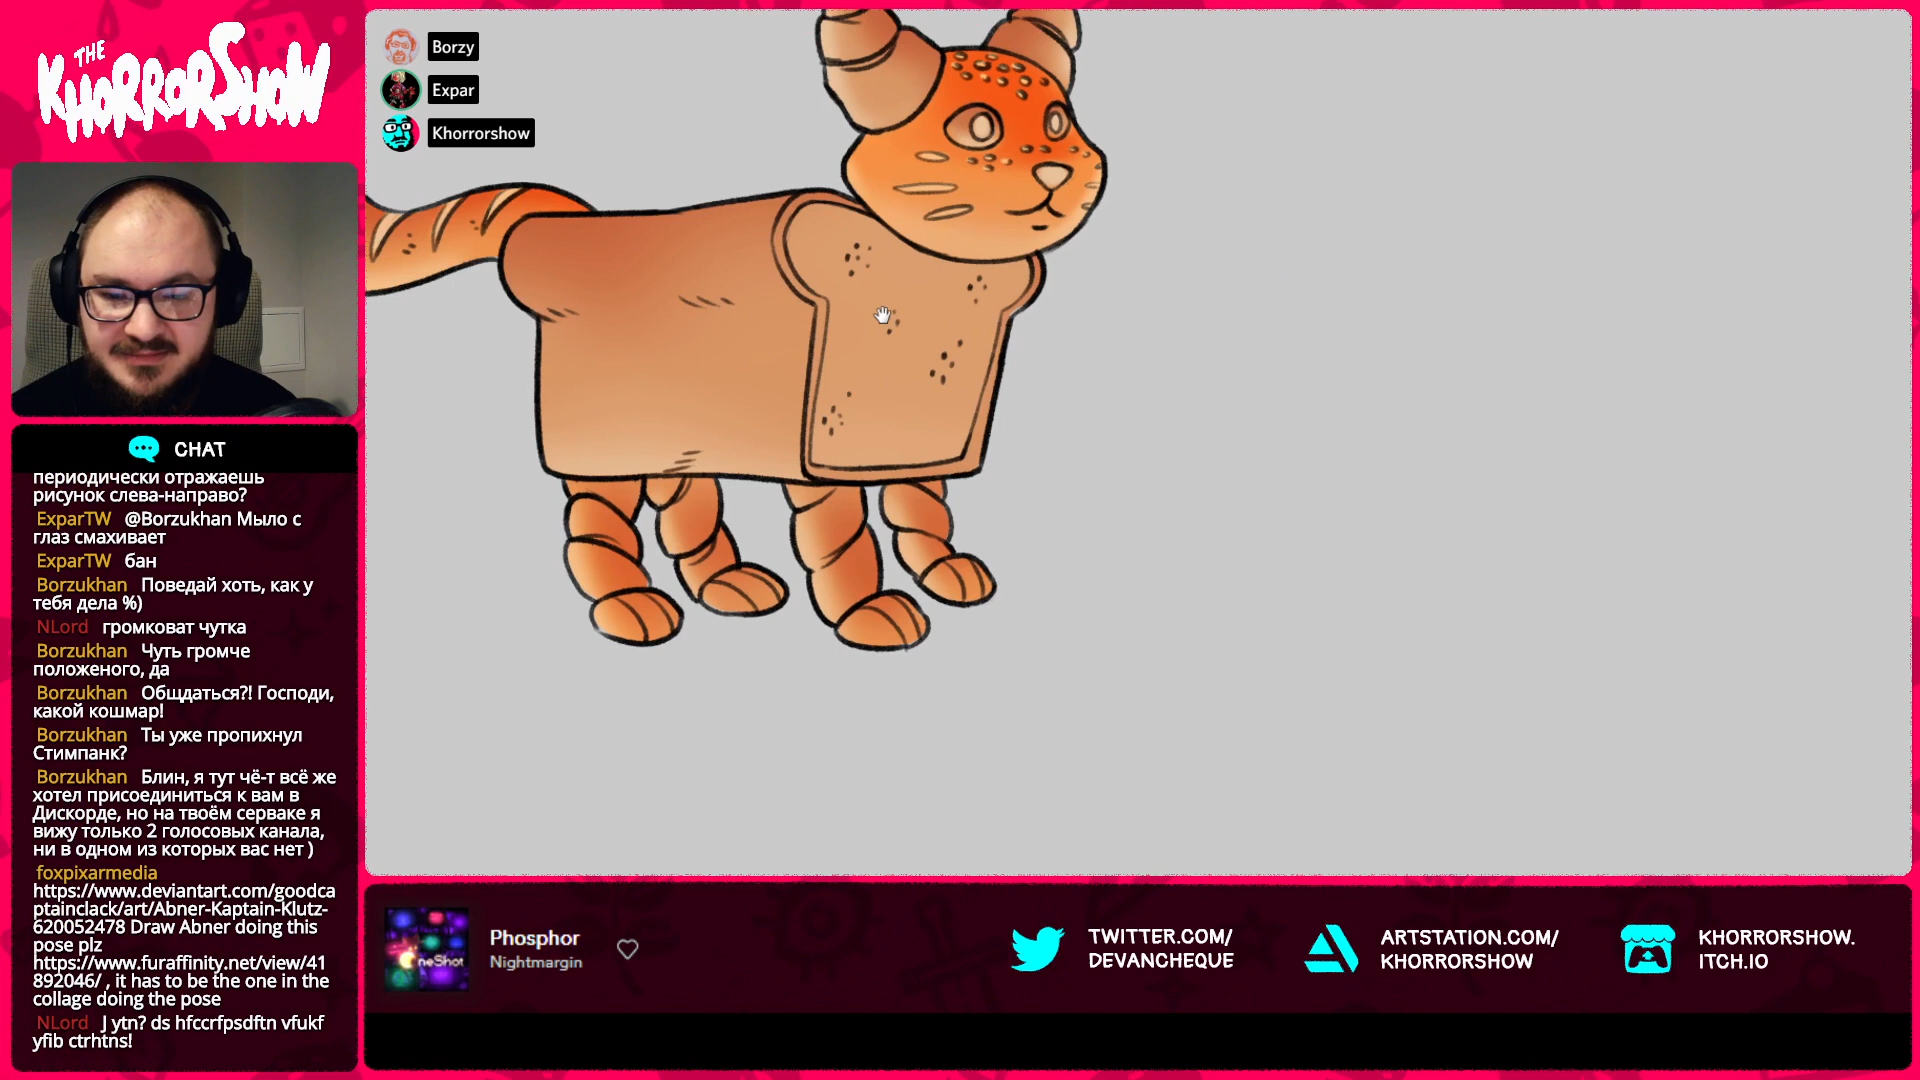 THE
KHORRORSHOW
Borzy
Expar
Khorrorshow
CHAT
периодически отражаешь
рисунок слева-направо?
ExparTW @Borzukhan Мыло с
глаз смахивает
ExparTW бан
Borzukhan Поведай хоть, как у
тебя дела %)
NLord громковат чутка
Borzukhan Чуть громче
положеного, да
Borzukhan Общдаться?! Господи,
какой кошмар!
Borzukhan Ты уже пропихнул
Стимпанк?
Borzukhan Блин, я тут чё-т всё же
хотел присоединиться к вам в
Дискорде, но на твоём серваке я
вижу только 2 голосовых канала,
ни в одном из которых вас нет )
foxpixarmedia
https://www.deviantart.com/goodca
ptainclack/art/Abner-Kaptain-Klutz-
620052478 Draw Abner doing this
pose plz
https://www.furaffinity.net/view/41
892046/ , it has to be the one in the
collage doing the pose
NLord J ytn? ds hfccrfpsdftn vfukf
yfib ctrhtns!
neShot
Phosphor
Nightmargin
TWITTER.COM/
DEVANCHEQUE
ARTSTATION.COM/
KHORRORSHOW
KHORRORSHOW.
ITCH.IO